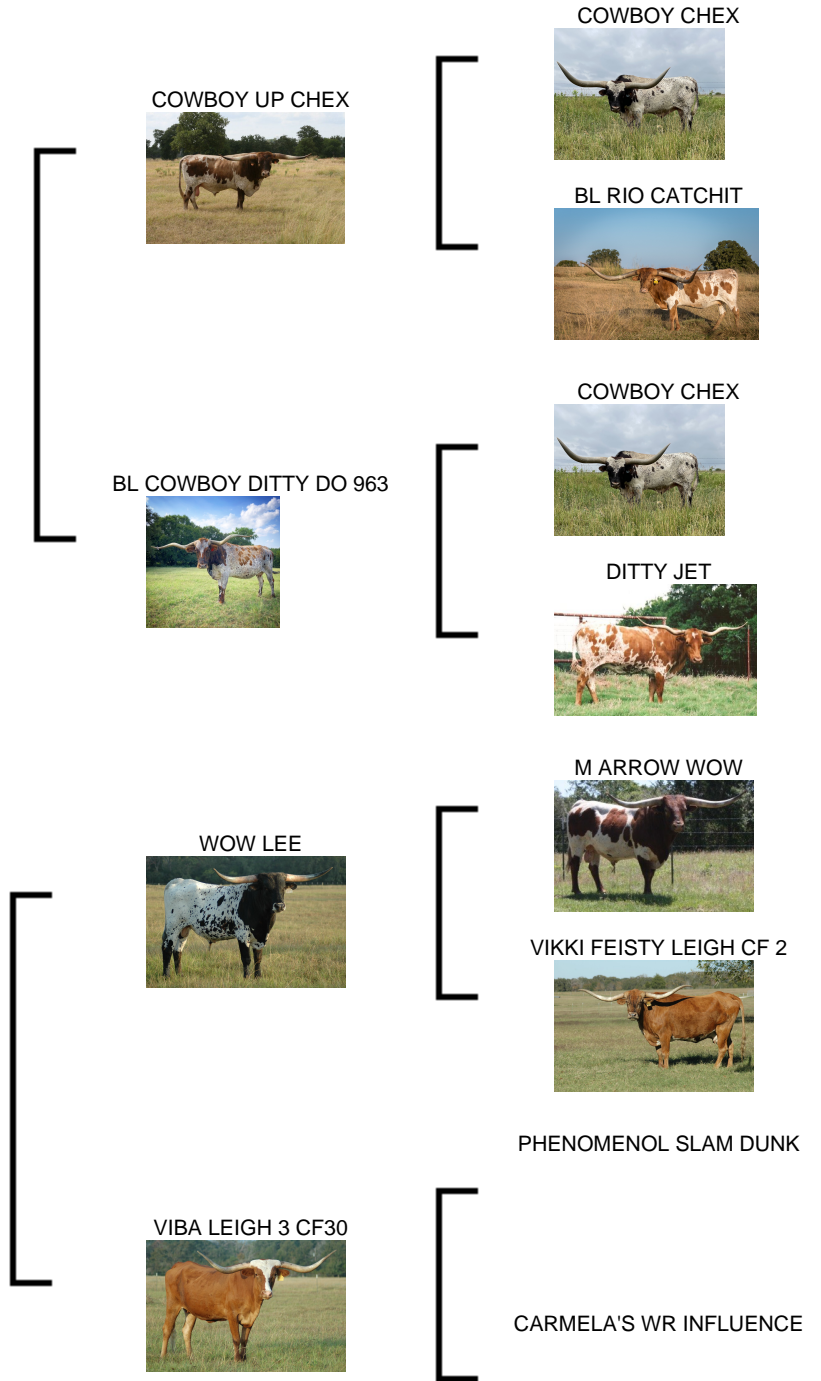 COWBOY CHEX
COWBOY UP CHEX
BL RIO CATCHIT
COWBOY CHEX
BL COWBOY DITTY DO 963
DITTY JET
M ARROW WOW
WOW LEE
VIKKI FEISTY LEIGH CF 2
PHENOMENOL SLAM DUNK
VIBA LEIGH 3 CF30
CARMELA'S WR INFLUENCE